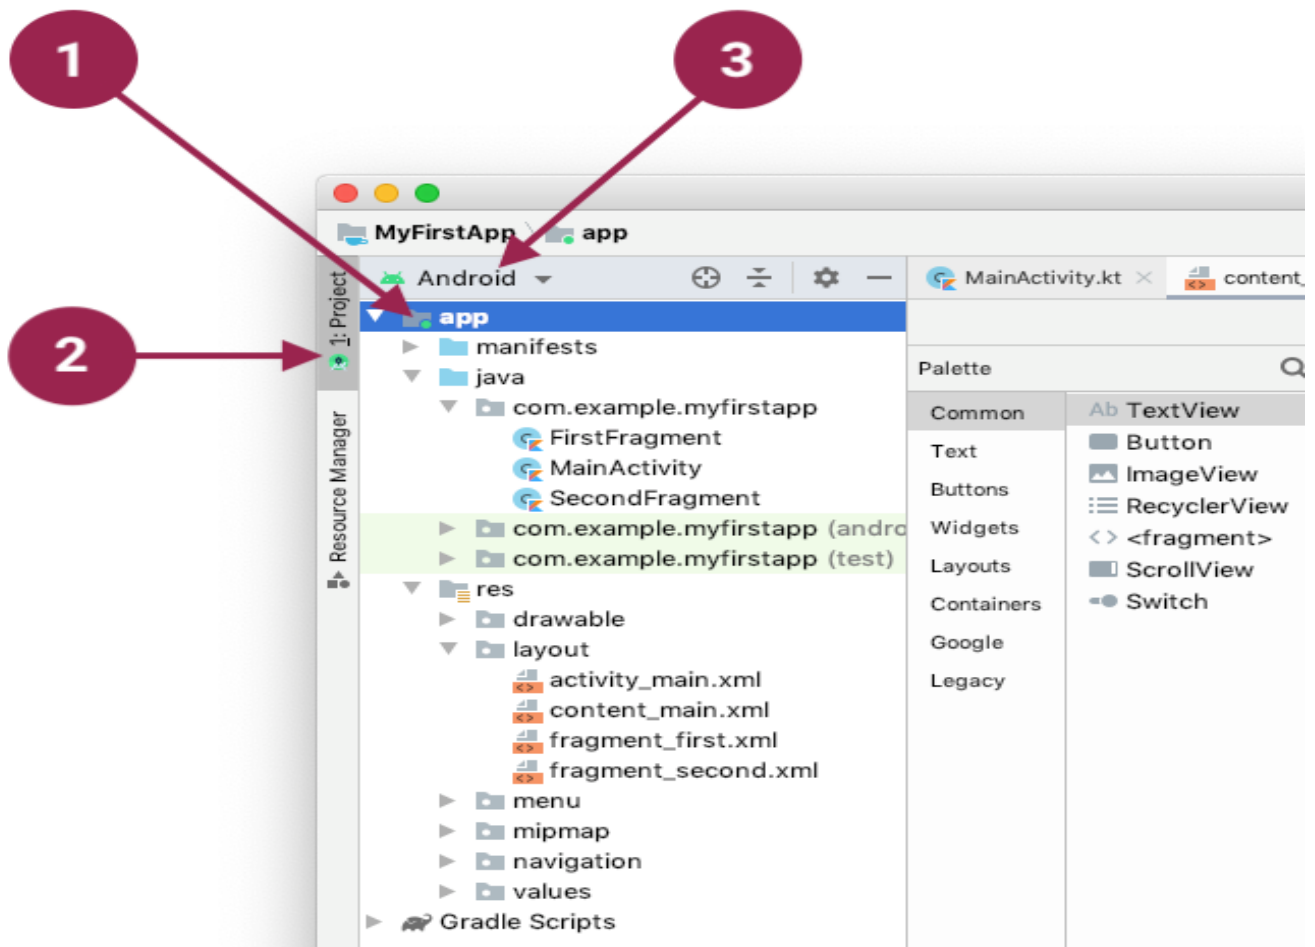 1
3
MyFirstApp
app
Android
MainActivity.kt
content_
1: Project
2
Resource Manager
app
manifests
java
com.example.myfirstapp
FirstFragment
MainActivity
SecondFragment
com.example.myfirstapp (andro
com.example.myfirstapp (test)
res
drawable
layout
activity_main.xml
content_main.xml
fragment_first.xml
fragment_second.xml
menu
mipmap
navigation
values
Gradle Scripts
Palette
Common
Text
Buttons
Widgets
Layouts
Containers
Google
Legacy
Ab TextView
Button
ImageView
RecyclerView
<> <fragment>
ScrollView
Switch